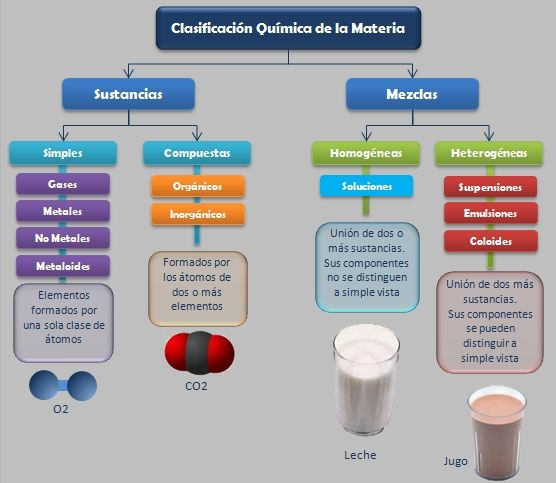 Clasificación Química de la Materia
Sustancias
Mezclas
Simples
Compuestas
Homogéneas
Heterogéneas
Gases
Metales
No Metales
Metaloides
Orgánicos
Inorgánicos
Soluciones
Suspensiones
Emulsiones
Coloides
Elementos
formados por
una sola clase de
átomos
Formados por
los átomos de
dos o más
elementos
Unión de dos o
más sustancias.
Sus componentes
no se distinguen
a simple vista
Unión de dos más
sustancias.
Sus componentes
se pueden
distinguir a
simple vista
O2
CO2
Leche
Jugo